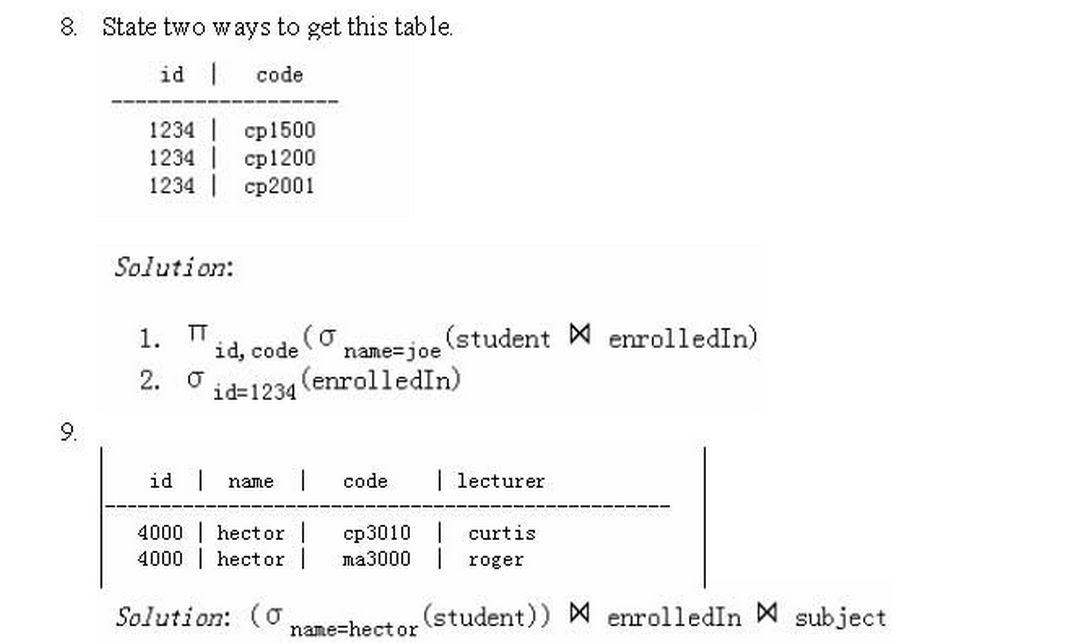 8. State two ways to get this table.
id | code
--------------------
1234 | cp1500
1234 | cp1200
1234 | cp2001
Solution:
1. π id, code (σ name=joe (student ⋈ enrolledIn)
2. σ id=1234 (enrolledIn)
9.
id | name | code | lecturer
--------------------------------------------------
4000 | hector | cp3010 | curtis
4000 | hector | ma3000 | roger
Solution: (σ name=hector (student)) ⋈ enrolledIn ⋈ subject